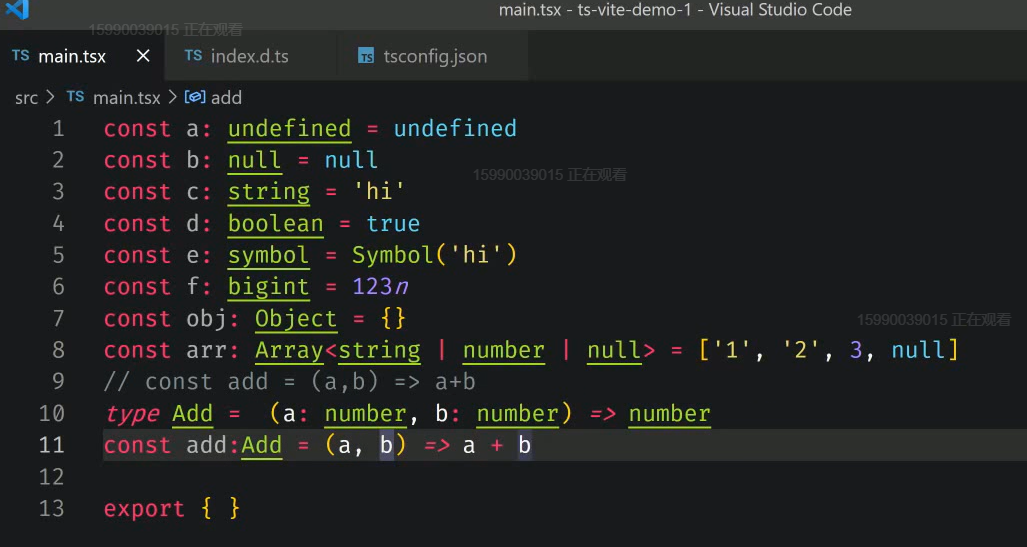 main.tsx - ts-vite-demo-1 - Visual Studio Code
15990039015 正在观看
TS main.tsx
TS index.d.ts
TS tsconfig.json
src > TS main.tsx > add
1 const a: undefined = undefined
2 const b: null = null
15990039015 正在观看
3 const c: string = 'hi'
4 const d: boolean = true
5 const e: symbol = Symbol('hi')
6 const f: bigint = 123n
7 const obj: Object = {}
15990039015 正在观看
8 const arr: Array<string | number | null> = ['1', '2', 3, null]
9 // const add = (a,b) => a+b
10 type Add =  (a: number, b: number) => number
11 const add:Add = (a, b) => a + b
12
13 export { }